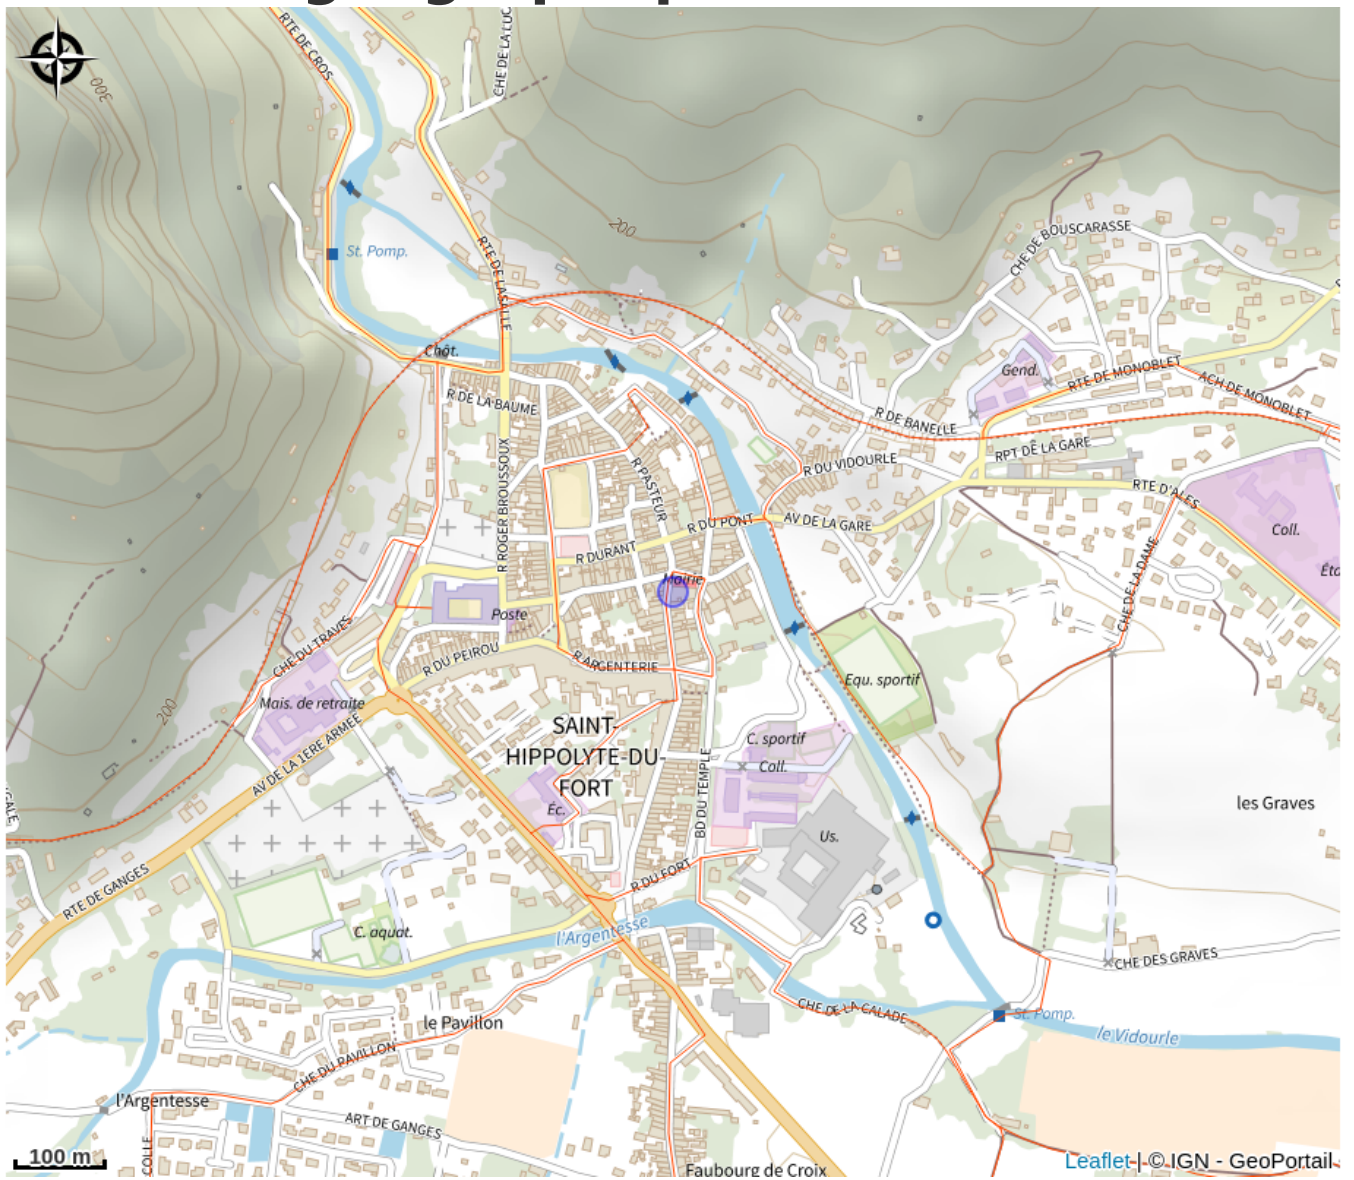 RTE DE CROS
CHE DE LA LUC
300
St. Pomp.
RTE DE LASALLE
200
CHE DE BOUSCARASSE
Chât.
Gend.
RTE DE MONOBLET
ACH DE MONOBLET
R DE LA BAUME
R DE BANELLE
RPT DE LA GARE
R ROGER BROUSSOUX
R PASTEUR
R DU VIDOURLE
RTE D'ALES
R DU PONT
AV DE LA GARE
Coll.
R DURANT
CHE DE LA DAME
Mairie
Poste
CHE DU TRAVES
R DU PEIROU
R ARGENTERIE
Equ. sportif
Mais. de retraite
200
SAINT-
HIPPOLYTE-DU-
FORT
AV DE LA 1ERE ARMEE
C. sportif
Coll.
BD DU TEMPLE
Éc.
Us.
les Graves
RTE DE GANGES
R DU FORT
C. aquat.
l'Argentesse
CHE DES GRAVES
le Pavillon
CHE DE LA CALADE
St. Pomp.
le Vidourle
CHE DU PAVILLON
l'Argentesse
ART DE GANGES
COLLE
100 m
Faubourg de Croix
Leaflet | © IGN - GeoPortail